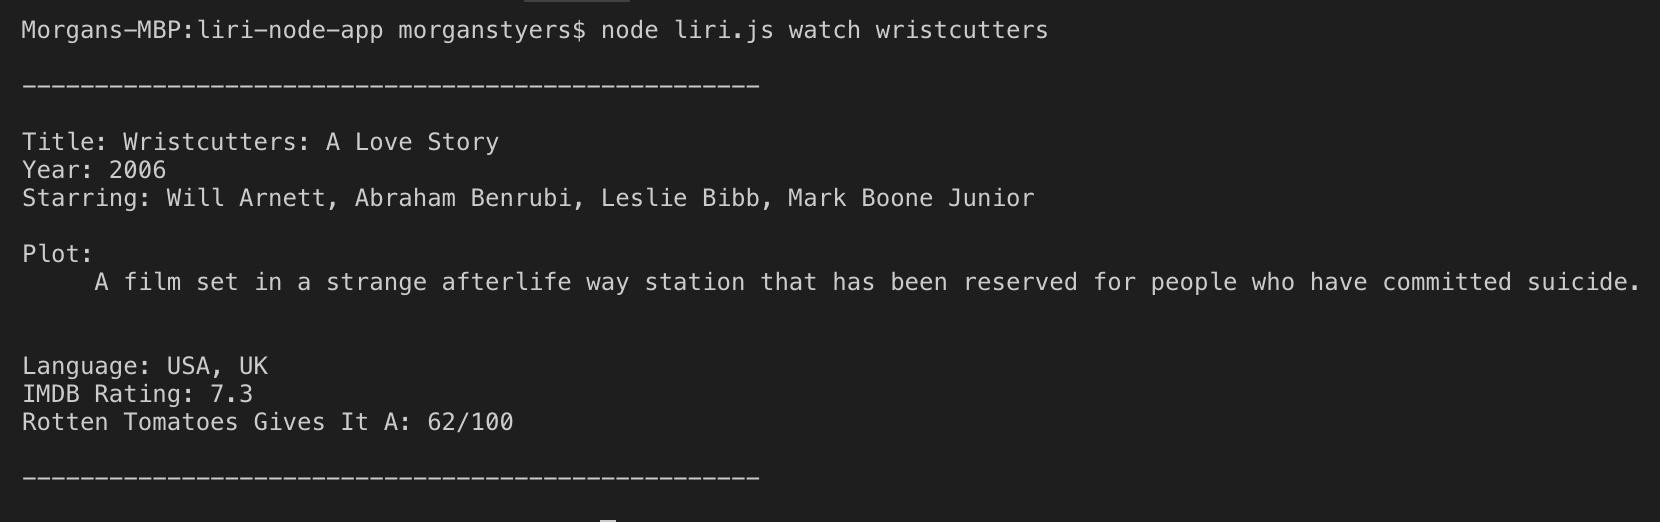 Morgans-MBP:liri-node-app morganstyers$ node liri.js watch wristcutters
---------------------------------------------------
Title: Wristcutters: A Love Story
Year: 2006
Starring: Will Arnett, Abraham Benrubi, Leslie Bibb, Mark Boone Junior
Plot:
A film set in a strange afterlife way station that has been reserved for people who have committed suicide.
Language: USA, UK
IMDB Rating: 7.3
Rotten Tomatoes Gives It A: 62/100
---------------------------------------------------